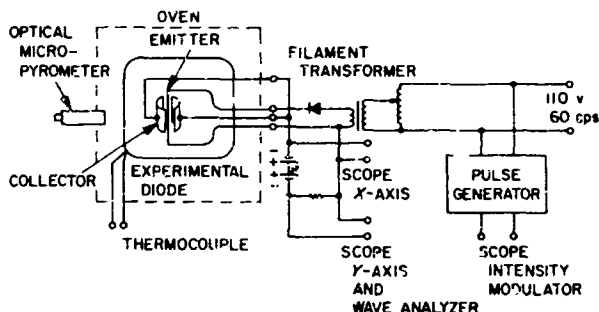 OVEN
OPTICAL
MICRO-
PYROMETER
EMITTER
FILAMENT
TRANSFORMER
110 v
60 cps
COLLECTOR
EXPERIMENTAL
DIODE
THERMOCOUPLE
SCOPE
X-AXIS
PULSE
GENERATOR
SCOPE
Y-AXIS
AND
WAVE ANALYZER
SCOPE
INTENSITY
MODULATOR